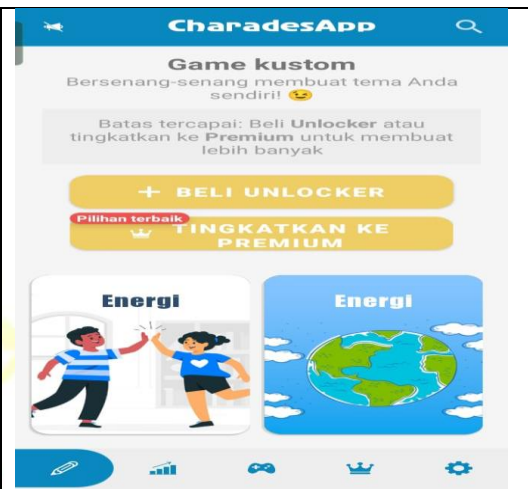 CharadesApp
Game kustom
Bersenang-senang membuat tema Anda
sendiri! 😉
Batas tercapai: Beli Unlocker atau
tingkatkan ke Premium untuk membuat
lebih banyak
+ BELI UNLOCKER
Pilihan terbaik
TINGKATKAN KE
PREMIUM
Energi
Energi